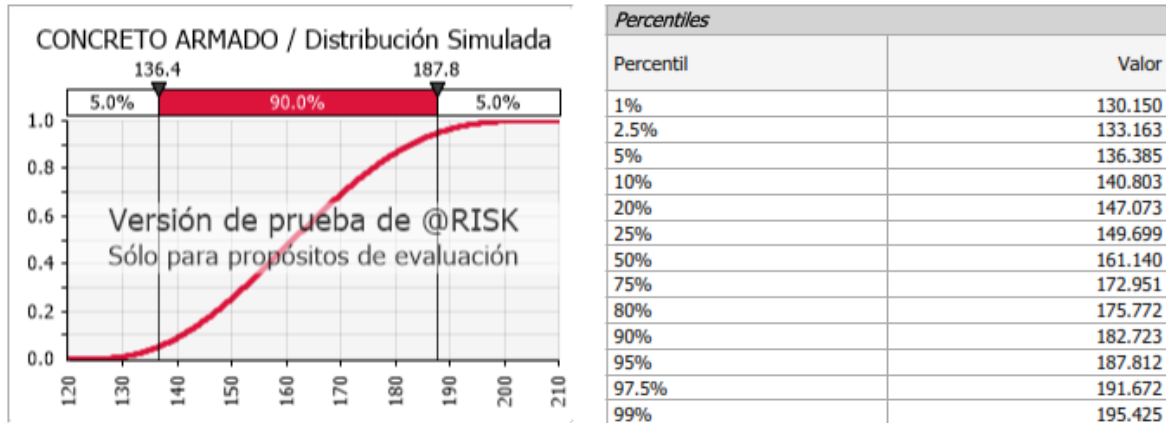 CONCRETO ARMADO / Distribución Simulada
136.4 187.8
5.0% 90.0% 5.0%
1.0
0.8
0.6
0.4
0.2
0.0
Versión de prueba de @RISK
Sólo para propósitos de evaluación
120 130 140 150 160 170 180 190 200 210
Percentiles
Percentil Valor
1% 130.150
2.5% 133.163
5% 136.385
10% 140.803
20% 147.073
25% 149.699
50% 161.140
75% 172.951
80% 175.772
90% 182.723
95% 187.812
97.5% 191.672
99% 195.425